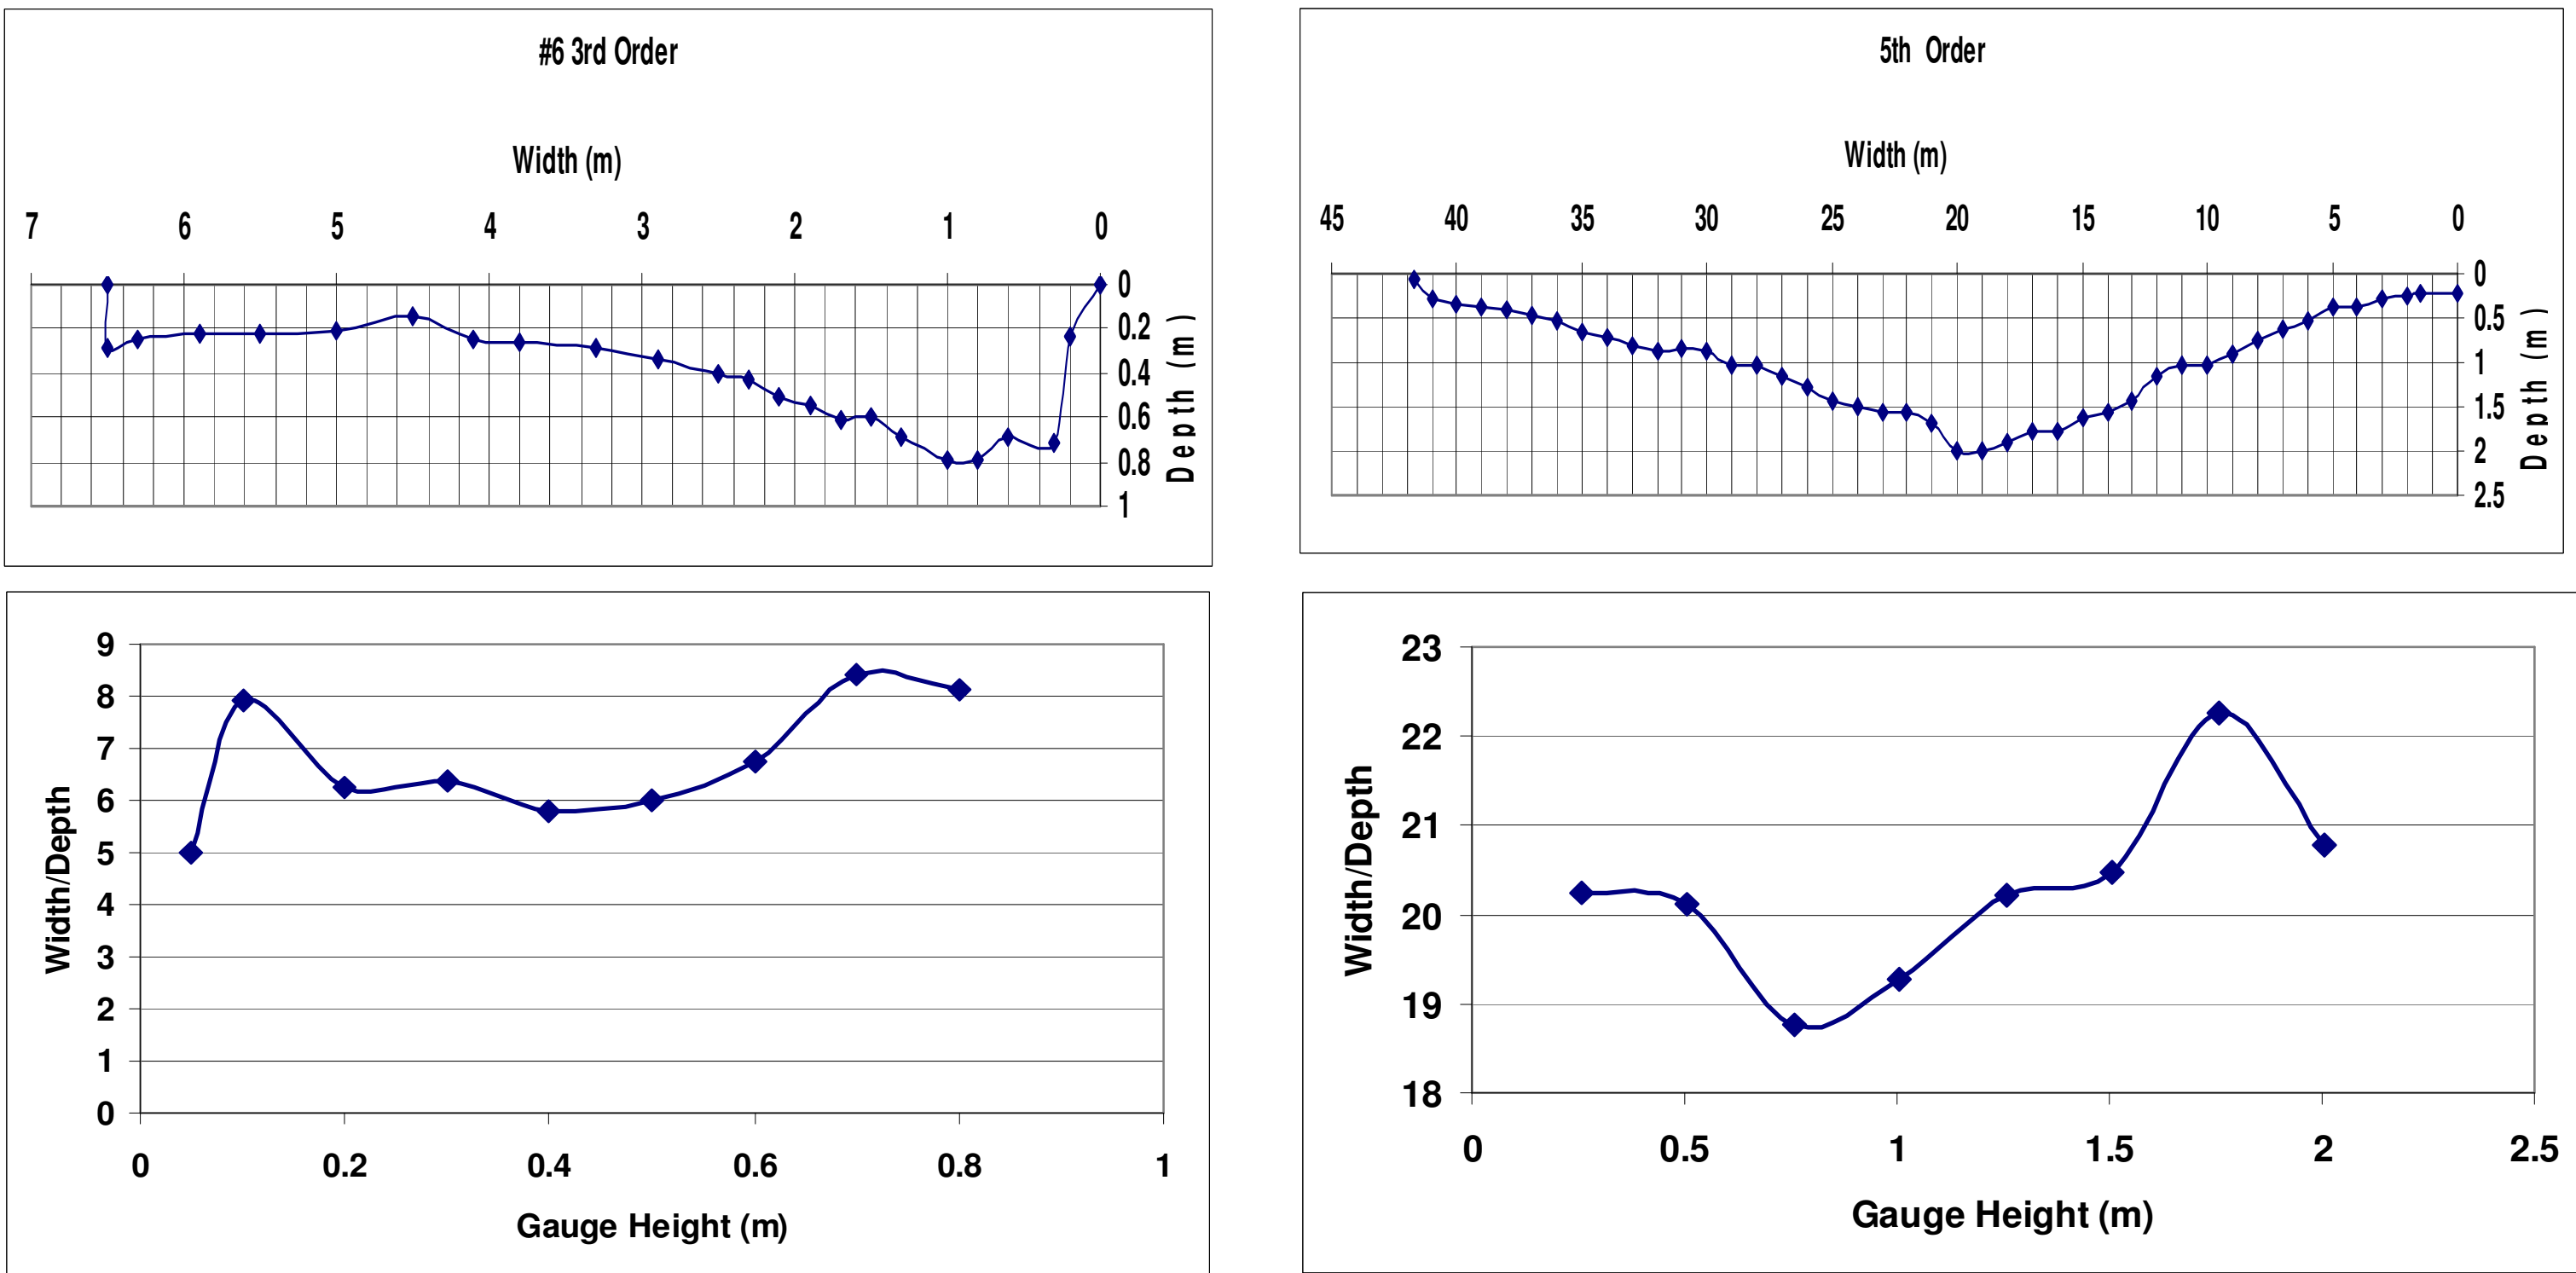 #6 3rd Order
Width (m)
7 6 5 4 3 2 1 0
0
0.2
0.4
0.6
0.8
1
Depth (m)
5th Order
Width (m)
45 40 35 30 25 20 15 10 5 0
0
0.5
1
1.5
2
2.5
Depth (m)
9
8
7
6
5
4
3
2
1
0
Width/Depth
0 0.2 0.4 0.6 0.8 1
Gauge Height (m)
23
22
21
20
19
18
Width/Depth
0 0.5 1 1.5 2 2.5
Gauge Height (m)